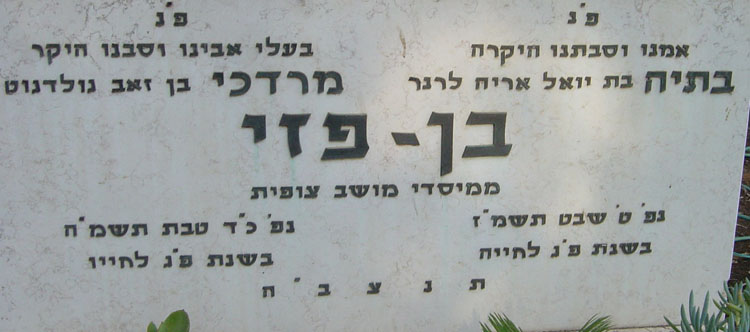 פ"נ
אמנו וסבתנו היקרה
בתיה בת יואל אריה לרנר
פ"נ
בעלי אבינו וסבנו היקר
מרדכי בן זאב גולדנוט
בן - פזי
ממיסדי מושב צופית
נפ' ט' שבט תשמ"ז
בשנת פ"ג לחייה
נפ' כ"ד טבת תשמ"ח
בשנת פ"ג לחייו
ת נ צ ב " ה